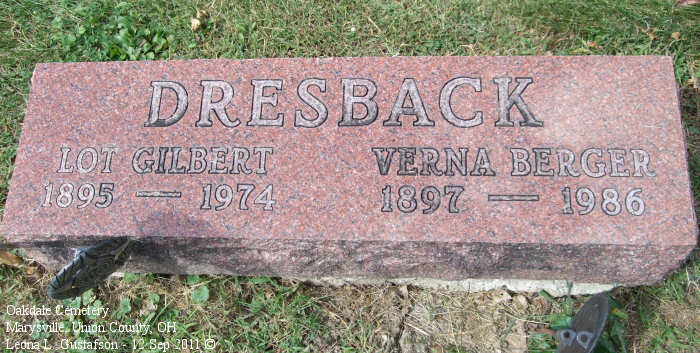 DRESBACK
LOT GILBERT
1895 — 1974
VERNA BERGER
1897 — 1986
Oakdale Cemetery
Marysville, Union County, OH
Leona L. Gustafson - 12 Sep 2011 ©